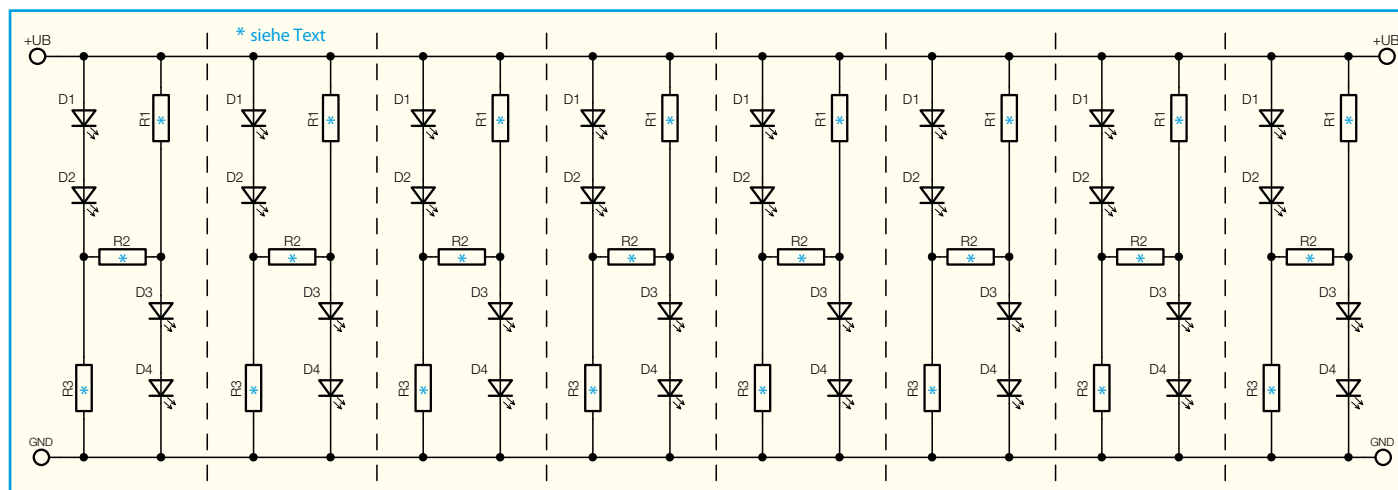 * siehe Text
+UB +UB
D1 R1 * D1 R1 * D1 R1 * D1 R1 * D1 R1 * D1 R1 * D1 R1 * D1 R1 *
D2 D2 D2 D2 D2 D2 D2 D2
R2 * R2 * R2 * R2 * R2 * R2 * R2 * R2 *
D3 D3 D3 D3 D3 D3 D3 D3
R3 * D4 R3 * D4 R3 * D4 R3 * D4 R3 * D4 R3 * D4 R3 * D4 R3 * D4
GND GND